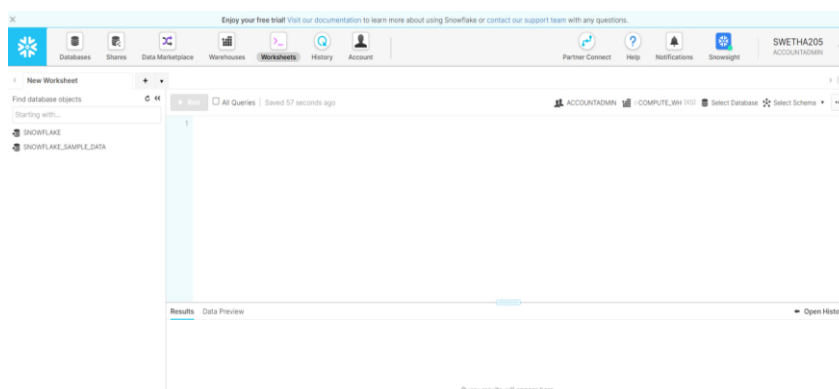 Enjoy your free trial! Visit our documentation to learn more about using Snowflake or contact our support team with any questions.
Databases Shares Data Marketplace Warehouses Worksheets History Account Partner Connect Help Notifications Snowsight SWETHA205
ACCOUNTADMIN
New Worksheet
Find database objects
Starting with...
SNOWFLAKE
SNOWFLAKE_SAMPLE_DATA
Run All Queries | Saved 57 seconds ago ACCOUNTADMIN COMPUTE_WH (XS) Select Database Select Schema
1
Results Data Preview Open Histo